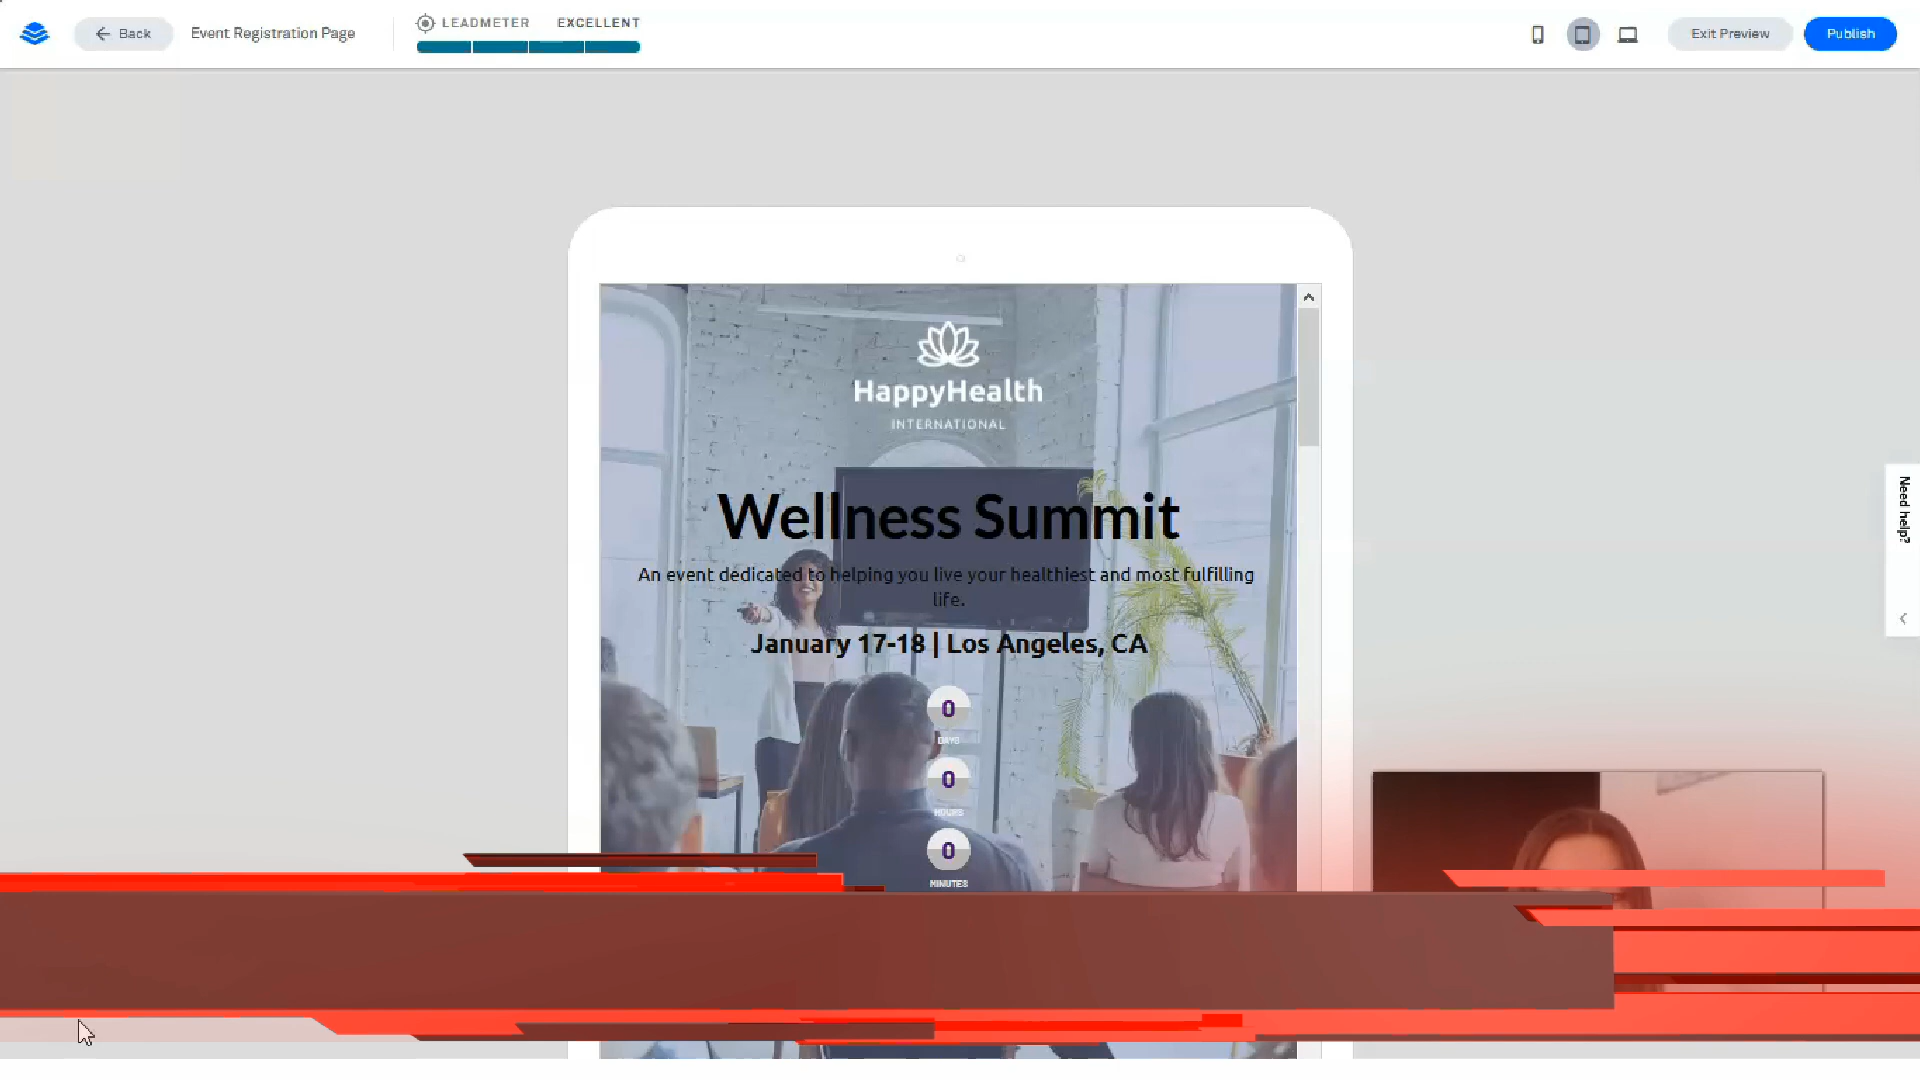 Back
Event Registration Page
LEADMETER EXCELLENT
Exit Preview
Publish
HappyHealth
INTERNATIONAL
Wellness Summit
An event dedicated to helping you live your healthiest and most fulfilling
life.
January 17-18 | Los Angeles, CA
0
DAYS
0
HOURS
0
MINUTES
Need help?